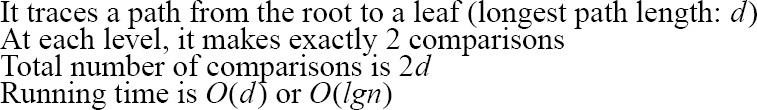 It traces a path from the root to a leaf (longest path length: d)
At each level, it makes exactly 2 comparisons
Total number of comparisons is 2d
Running time is O(d) or O(lgn)